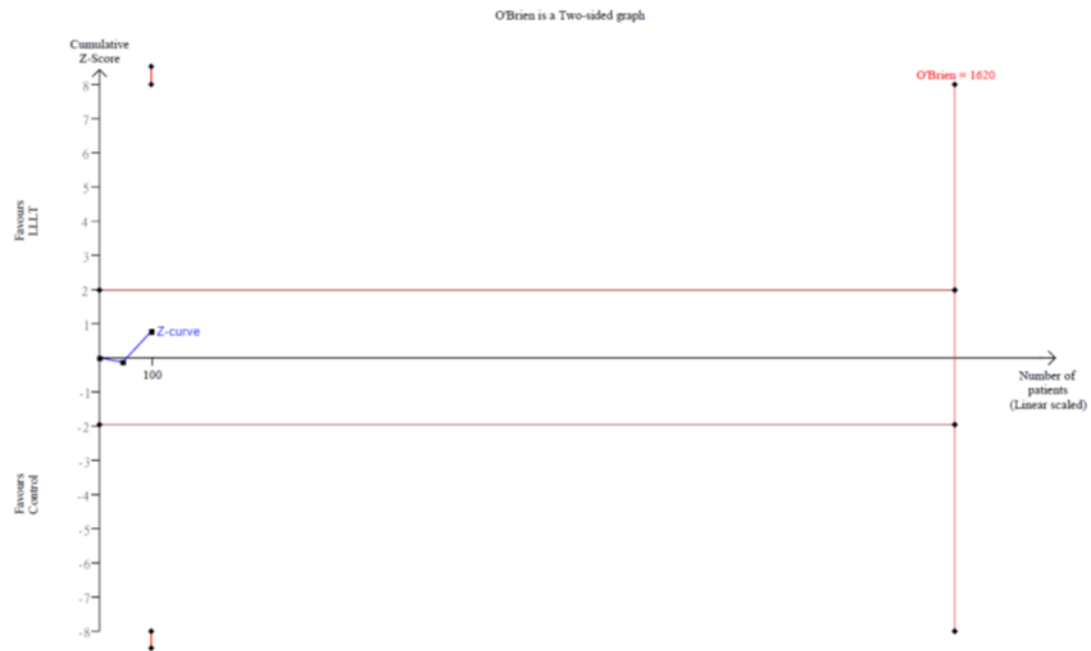 O'Brien is a Two-sided graph
Cumulative
Z-Score
O'Brien = 1620
8
7
6
5
4
3
2
1
-1
-2
-3
-4
-5
-6
-7
-8
Favours
LLLT
Favours
Control
Z-curve
100
Number of
patients
(Linear scaled)